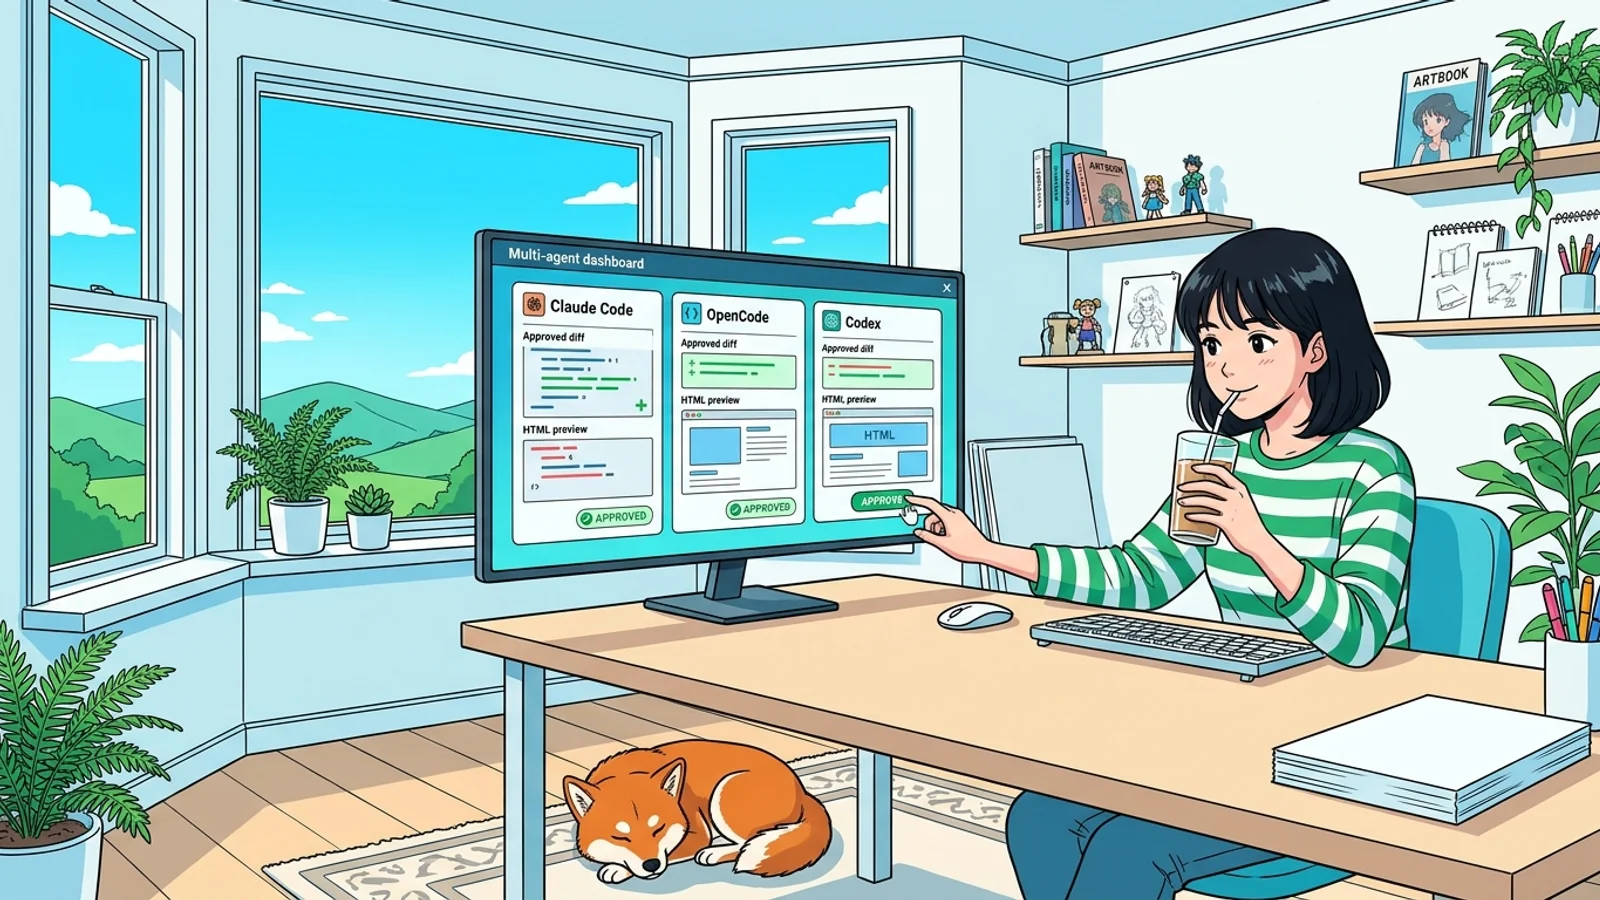 Multi-agent dashboard
Claude Code
Approved diff
HTML preview
APPROVED
OpenCode
Approved diff
HTML preview
APPROVED
Codex
Approved diff
HTML preview
HTML
APPROVE
ARTBOOK
ARTBOOK